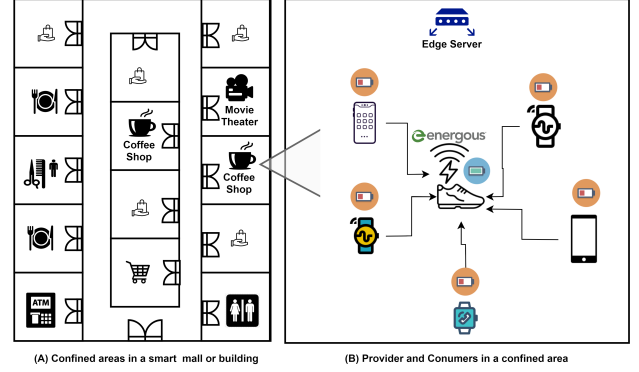 Edge Server
Movie
Theater
energous
Coffee
Shop
Coffee
Shop
ATM
(A) Confined areas in a smart mall or building
(B) Provider and Conumers in a confined area